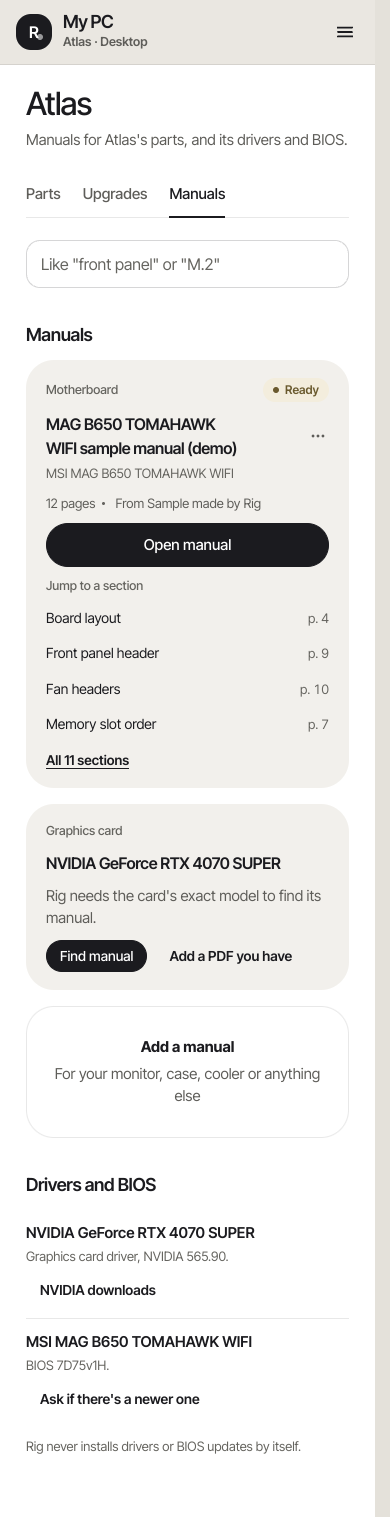 R
My PC
Atlas · Desktop
Atlas
Manuals for Atlas's parts, and its drivers and BIOS.
Parts
Upgrades
Manuals
Like "front panel" or "M.2"
Manuals
Motherboard
Ready
MAG B650 TOMAHAWK
WIFI sample manual (demo)
MSI MAG B650 TOMAHAWK WIFI
12 pages • From Sample made by Rig
Open manual
Jump to a section
Board layout p. 4
Front panel header p. 9
Fan headers p. 10
Memory slot order p. 7
All 11 sections
Graphics card
NVIDIA GeForce RTX 4070 SUPER
Rig needs the card's exact model to find its
manual.
Find manual
Add a PDF you have
Add a manual
For your monitor, case, cooler or anything
else
Drivers and BIOS
NVIDIA GeForce RTX 4070 SUPER
Graphics card driver, NVIDIA 565.90.
NVIDIA downloads
MSI MAG B650 TOMAHAWK WIFI
BIOS 7D75v1H.
Ask if there's a newer one
Rig never installs drivers or BIOS updates by itself.